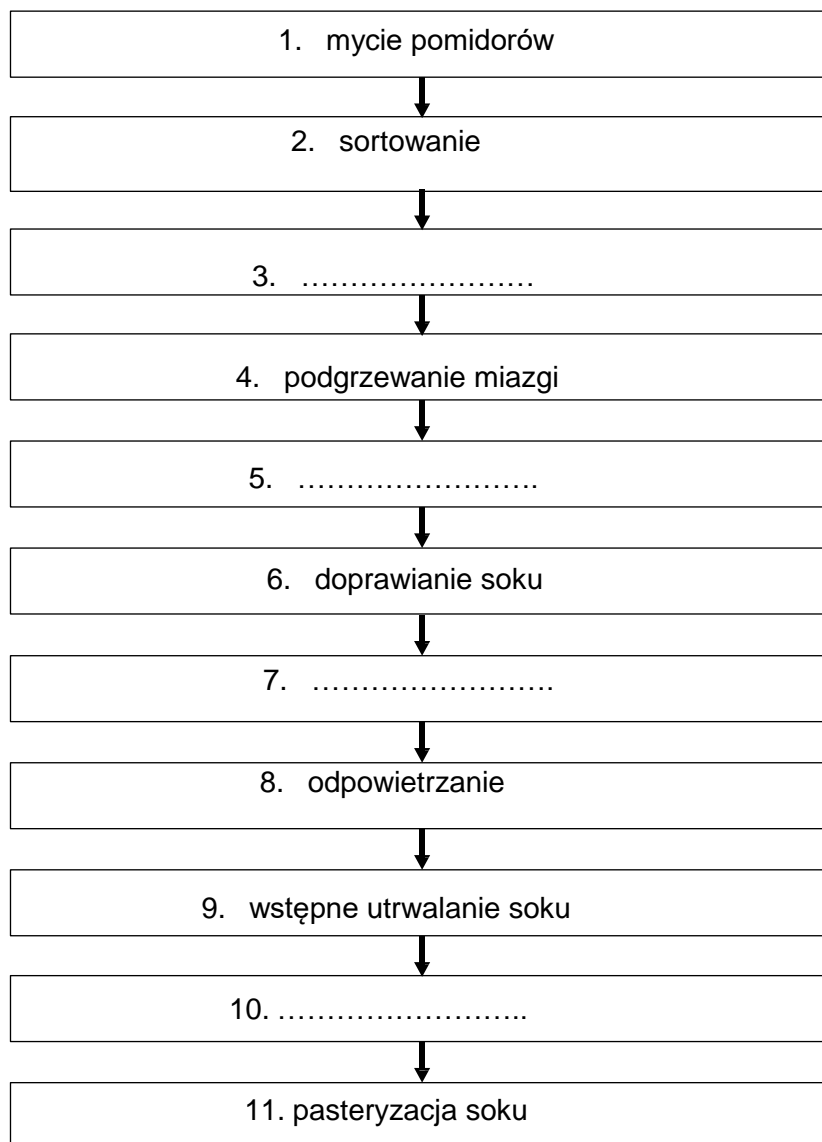 1. mycie pomidorów
2. sortowanie
3. ……………………
4. podgrzewanie miazgi
5. …………………….
6. doprawianie soku
7. …………………….
8. odpowietrzanie
9. wstępne utrwalanie soku
10. ……………………..
11. pasteryzacja soku